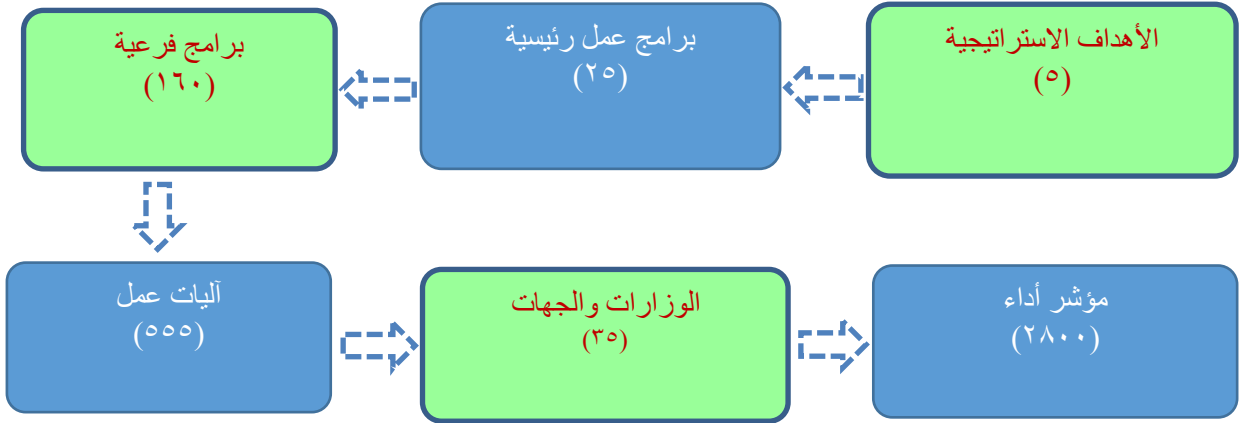 الأهداف الاستراتيجية
(٥)
برامج عمل رئيسية
(٢٥)
برامج فرعية
(١٦٠)
آليات عمل
(٥٥٥)
الوزارات والجهات
(٣٥)
مؤشر أداء
(٢٨٠٠)